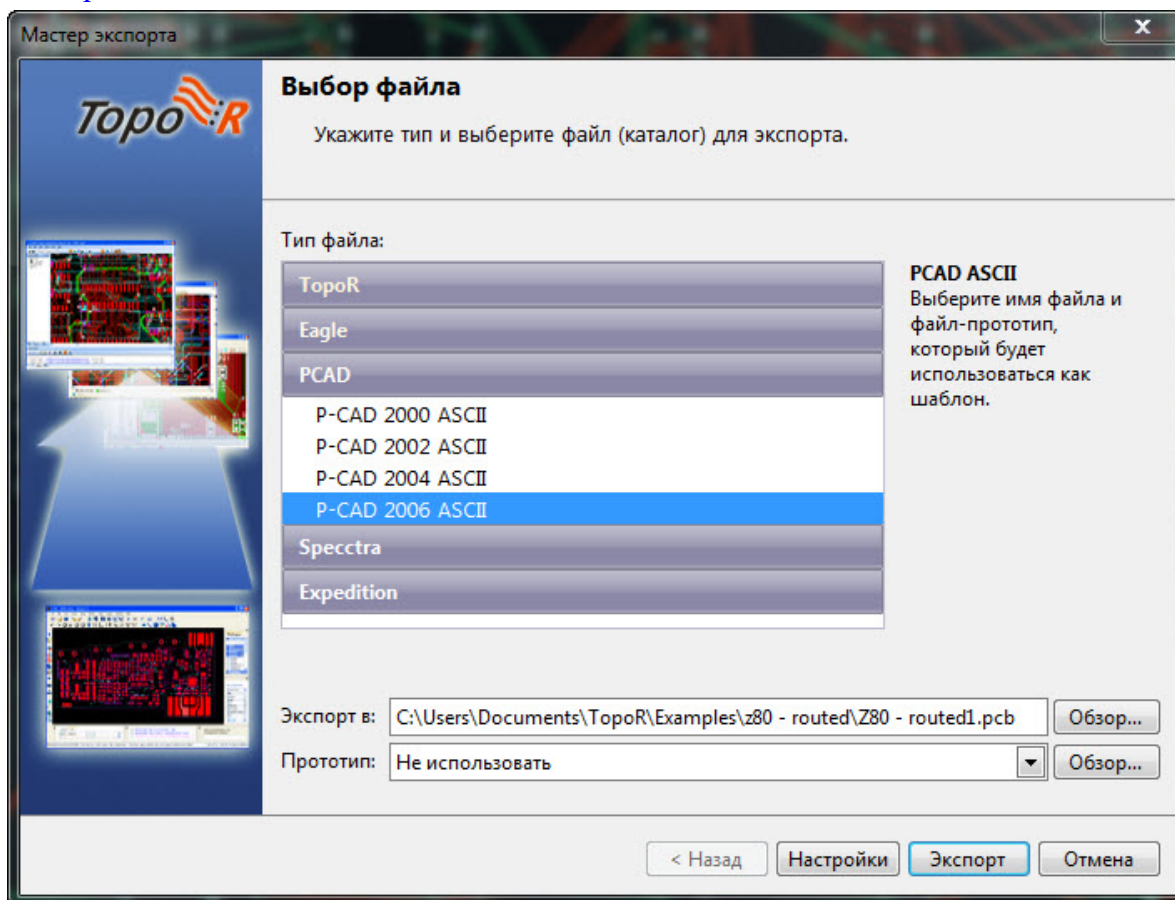 Мастер экспорта
x
TopoR
Выбор файла
Укажите тип и выберите файл (каталог) для экспорта.
Тип файла:
TopoR
Eagle
PCAD
P-CAD 2000 ASCII
P-CAD 2002 ASCII
P-CAD 2004 ASCII
P-CAD 2006 ASCII
Specctra
Expedition
PCAD ASCII
Выберите имя файла и
файл-прототип,
который будет
использоваться как
шаблон.
Экспорт в: C:\Users\Documents\TopoR\Examples\z80 - routed\Z80 - routed1.pcb Обзор...
Прототип: Не использовать Обзор...
< Назад Настройки Экспорт Отмена